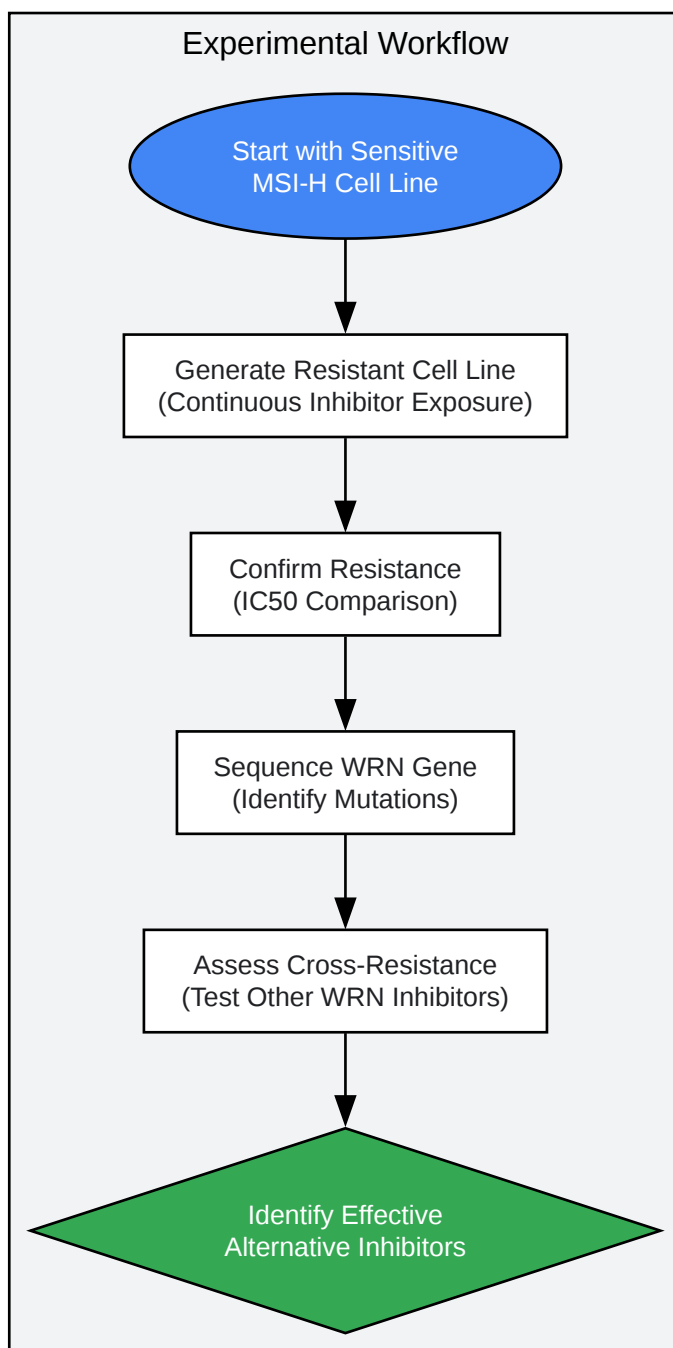 Experimental Workflow
Start with Sensitive
MSI-H Cell Line
Generate Resistant Cell Line
(Continuous Inhibitor Exposure)
Confirm Resistance
(IC50 Comparison)
Sequence WRN Gene
(Identify Mutations)
Assess Cross-Resistance
(Test Other WRN Inhibitors)
Identify Effective
Alternative Inhibitors